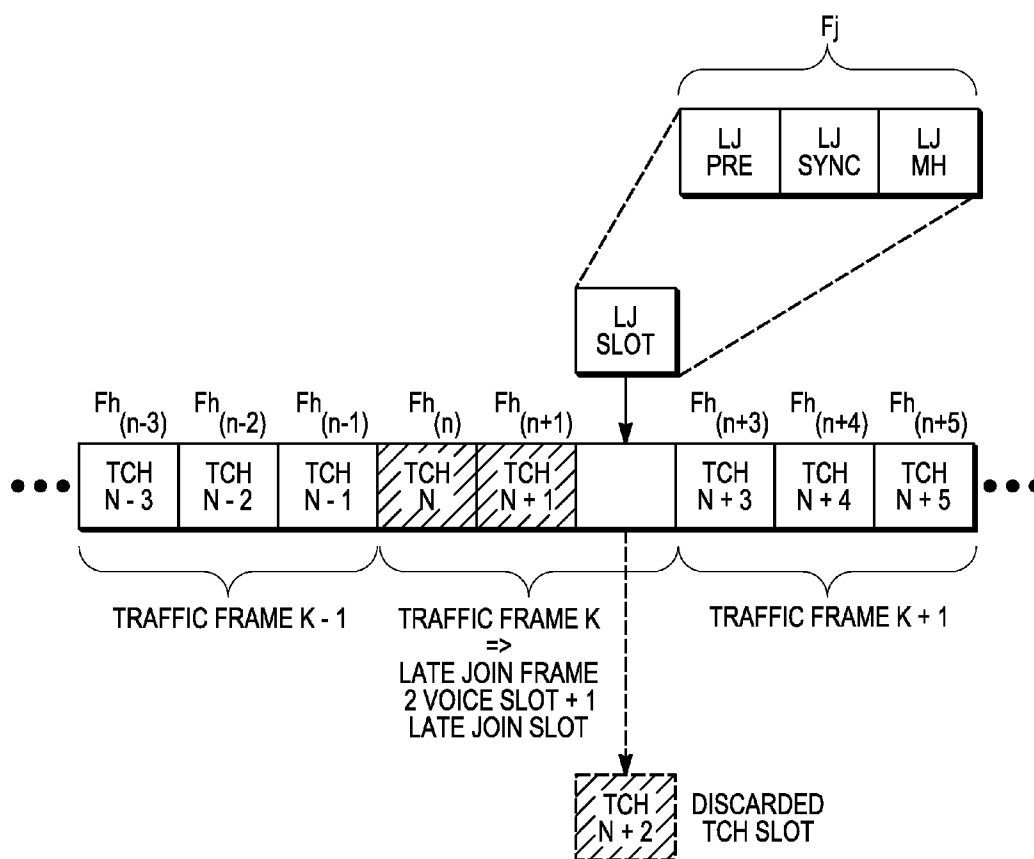 Fj
LJ PRE
LJ SYNC
LJ MH
LJ SLOT
Fh(n-3) Fh(n-2) Fh(n-1) Fh(n) Fh(n+1) Fh(n+3) Fh(n+4) Fh(n+5)
TCH N - 3
TCH N - 2
TCH N - 1
TCH N
TCH N + 1
TCH N + 3
TCH N + 4
TCH N + 5
TRAFFIC FRAME K - 1
TRAFFIC FRAME K
=>
LATE JOIN FRAME
2 VOICE SLOT + 1
LATE JOIN SLOT
TRAFFIC FRAME K + 1
TCH N + 2
DISCARDED
TCH SLOT